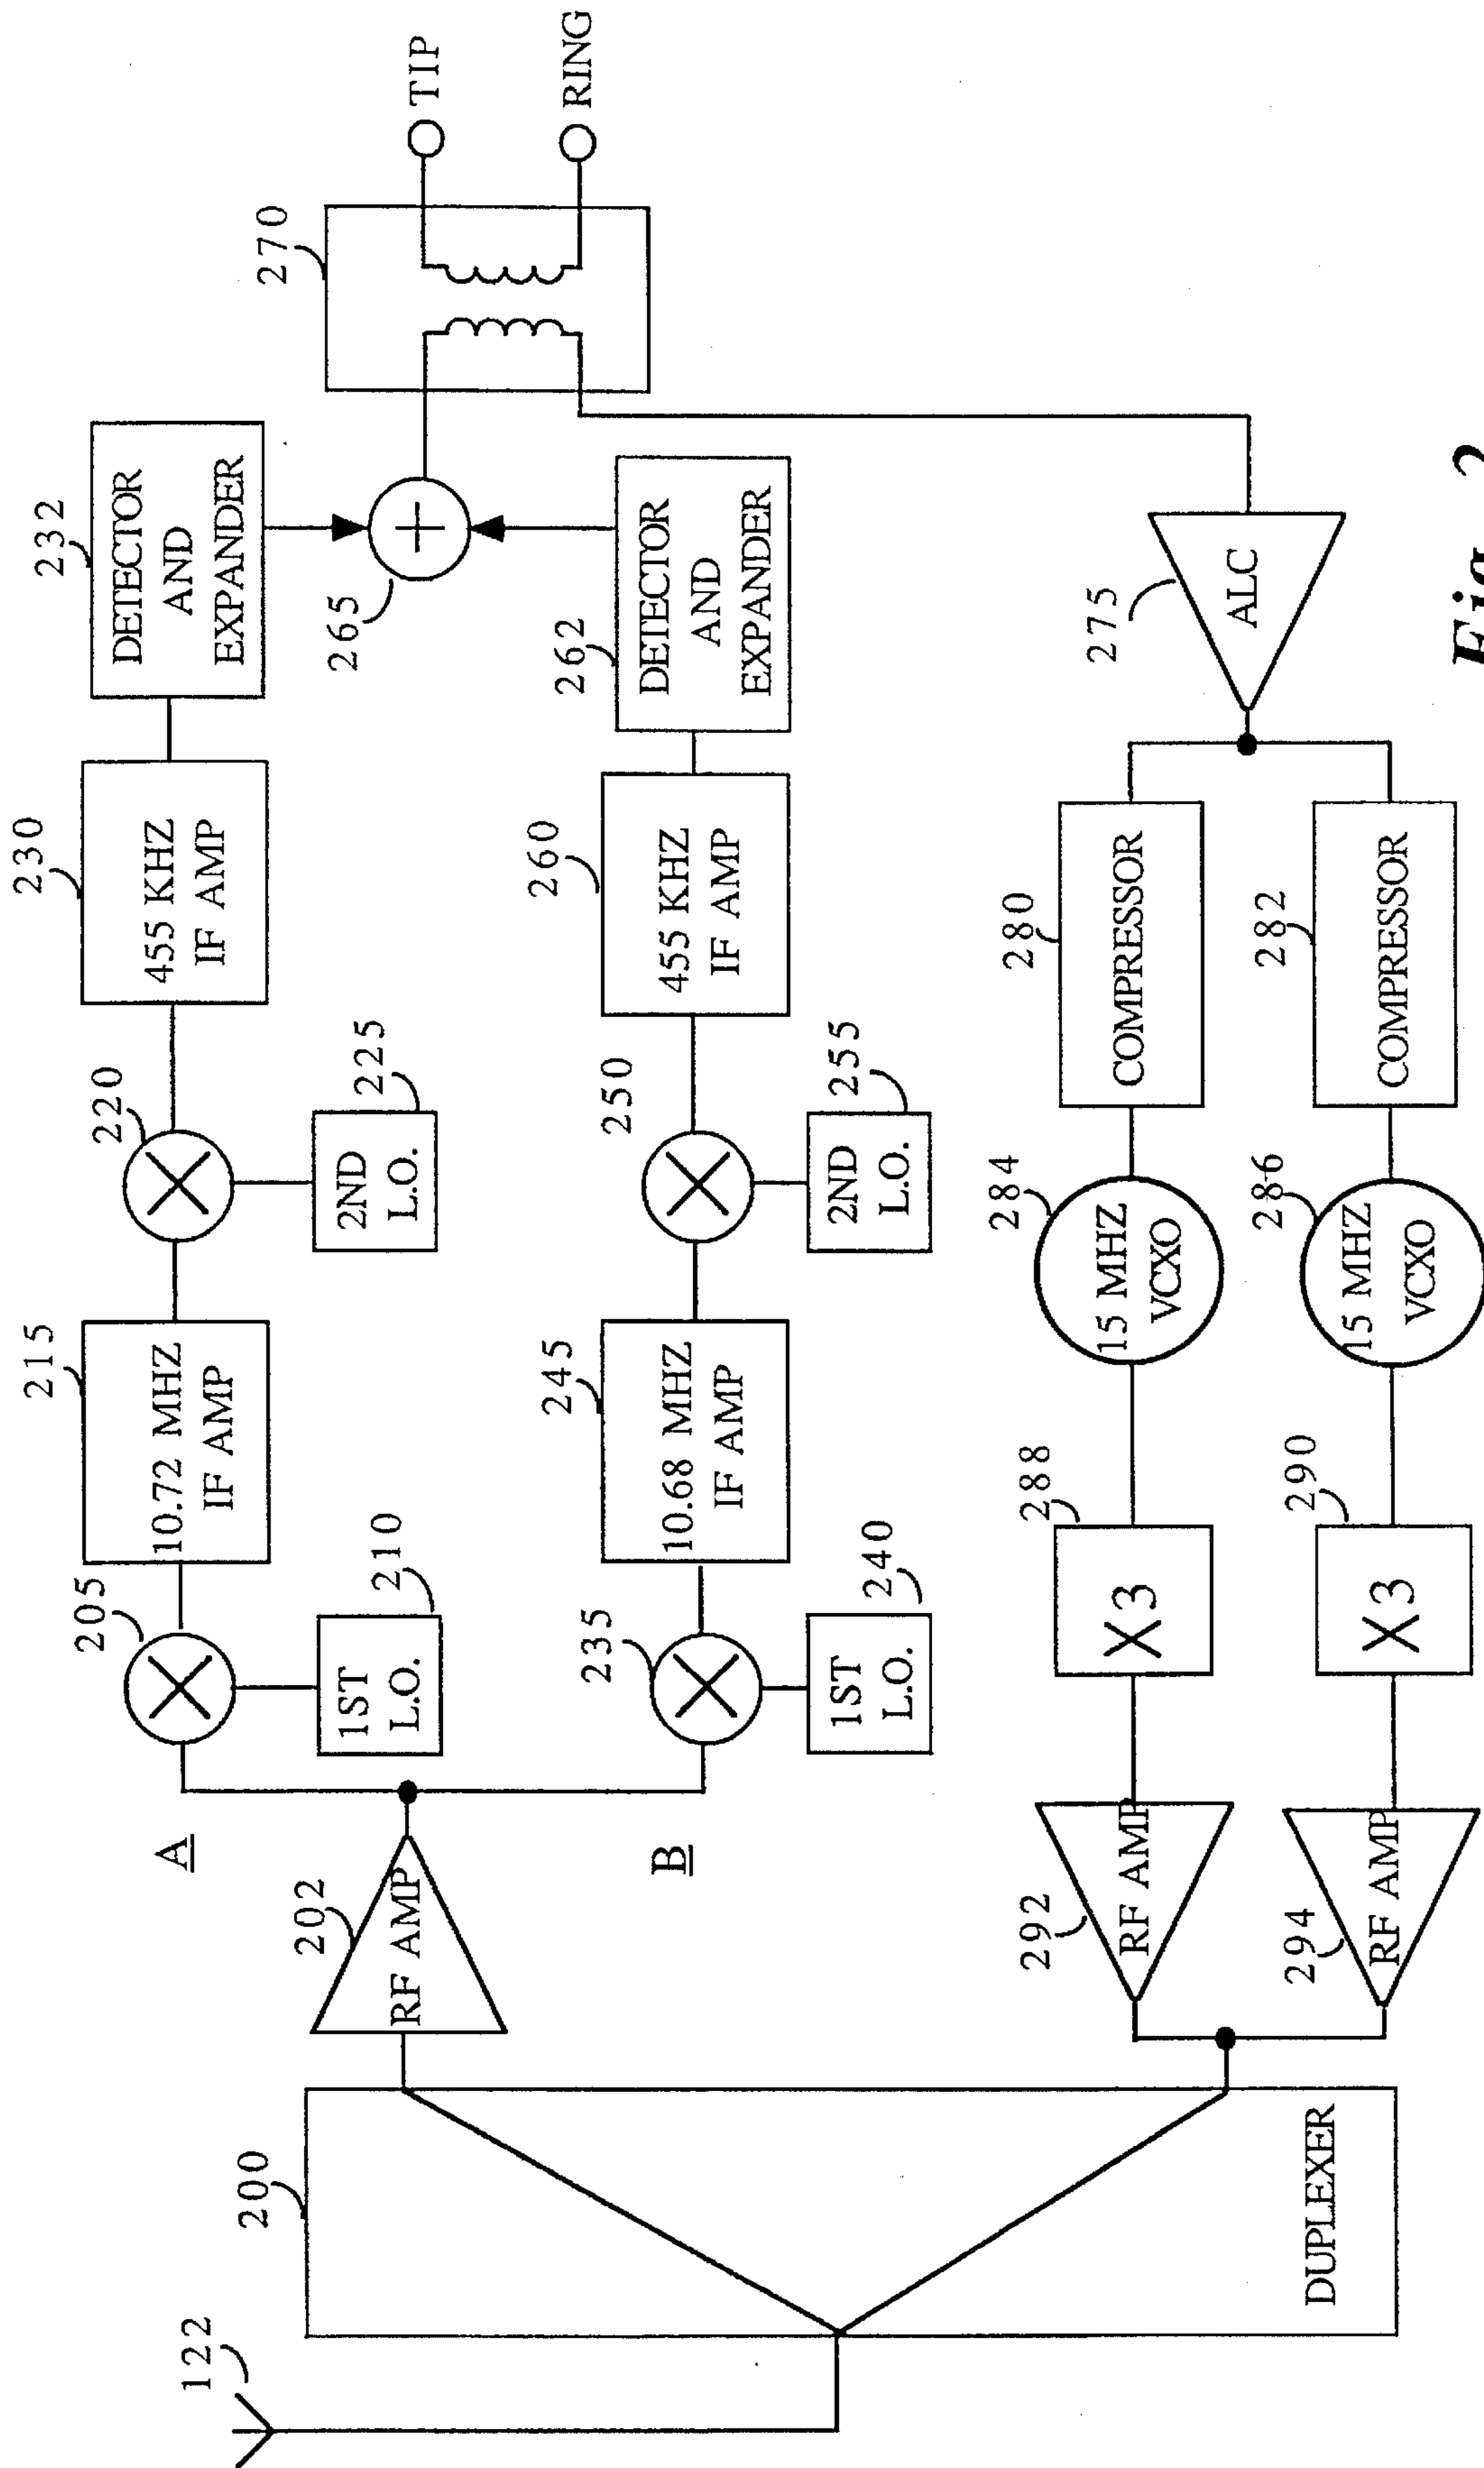 122
200
DUPLEXER
202
RF AMP
A
B
205
1ST
L.O.
210
215
10.72 MHZ
IF AMP
220
2ND
L.O.
225
230
455 KHZ
IF AMP
232
DETECTOR
AND
EXPANDER
235
1ST
L.O.
240
245
10.68 MHZ
IF AMP
250
2ND
L.O.
255
260
455 KHZ
IF AMP
262
DETECTOR
AND
EXPANDER
265
270
TIP
RING
275
ALC
280
COMPRESSOR
282
COMPRESSOR
284
15 MHZ
VCXO
286
15 MHZ
VCXO
288
X3
290
X3
292
RF AMP
294
RF AMP
Fig. 2